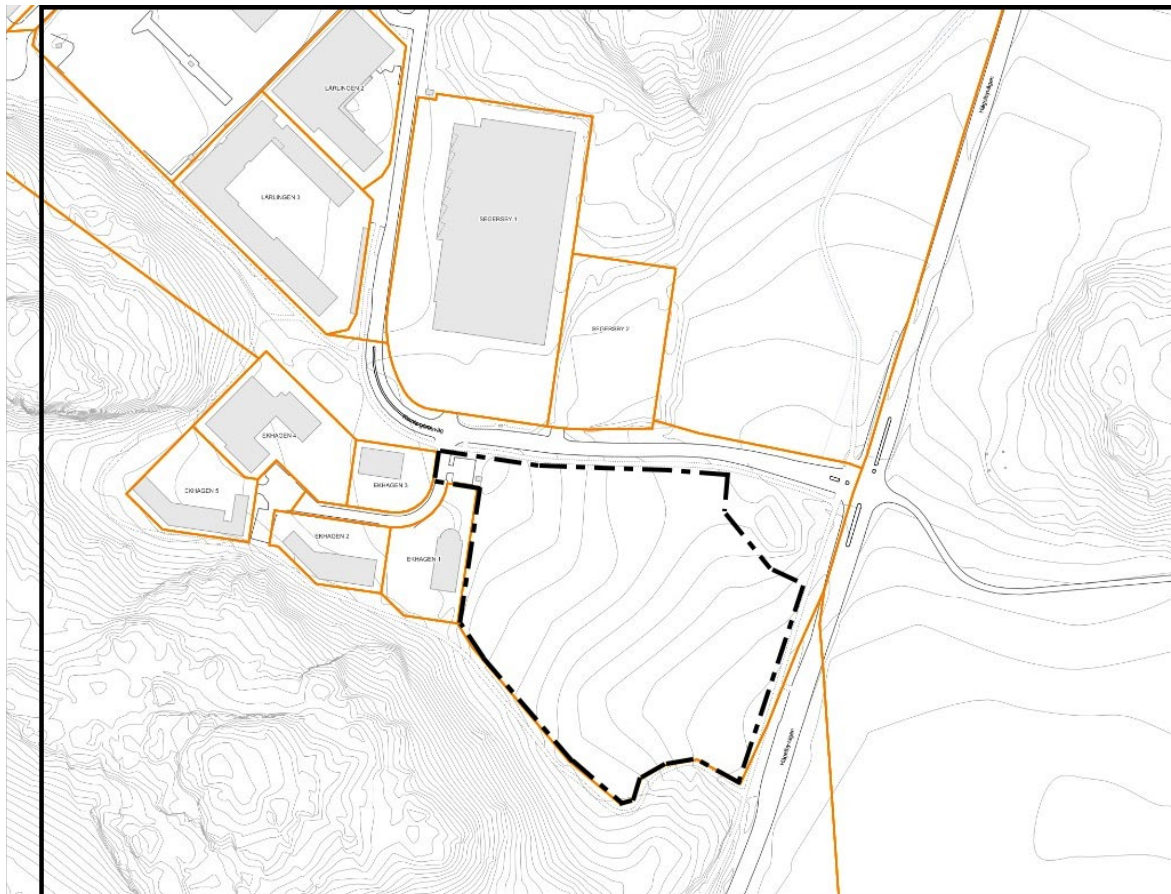 LÄRLINGEN 2
LÄRLINGEN 3
SEGERSBY 1
SEGERSBY 2
EKHAGEN 4
EKHAGEN 3
EKHAGEN 5
EKHAGEN 2
EKHAGEN 1